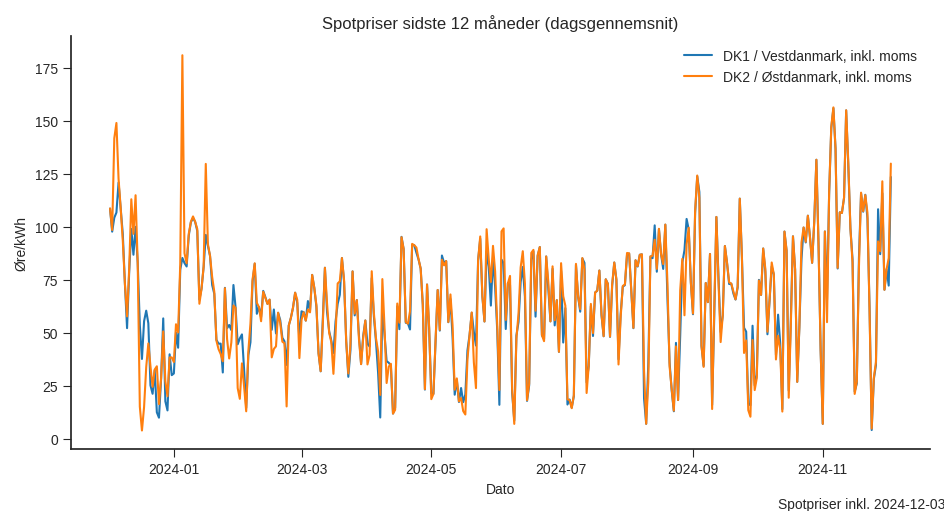 Spotpriser sidste 12 måneder (dagsgennemsnit)
DK1 / Vestdanmark, inkl. moms
DK2 / Østdanmark, inkl. moms
Øre/kWh
175
150
125
100
75
50
25
0
2024-01
2024-03
2024-05
2024-07
2024-09
2024-11
Dato
Spotpriser inkl. 2024-12-03